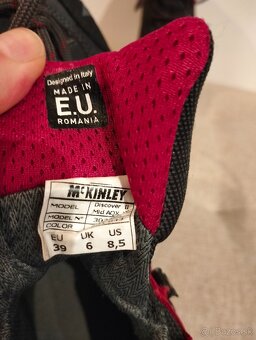 Designed in Italy
MADE IN
E.U.
ROMANIA
McKINLEY
MODEL Discover II
Mid AQX
MODEL N°
COLOR
EU UK US
39 6 8,5